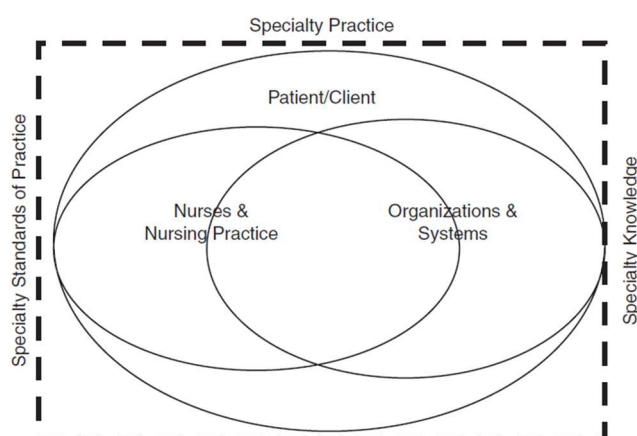 Specialty Practice
Patient/Client
Nurses &
Nursing Practice
Organizations &
Systems
Specialty Standards of Practice
Specialty Knowledge